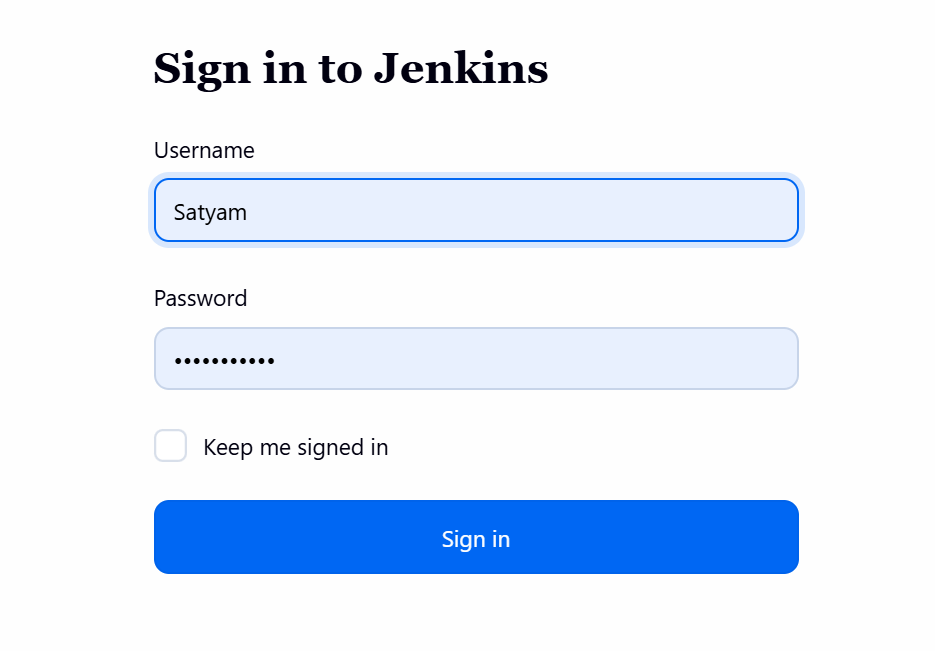 Sign in to Jenkins
Username
Satyam
Password
•••••••••••
Keep me signed in
Sign in